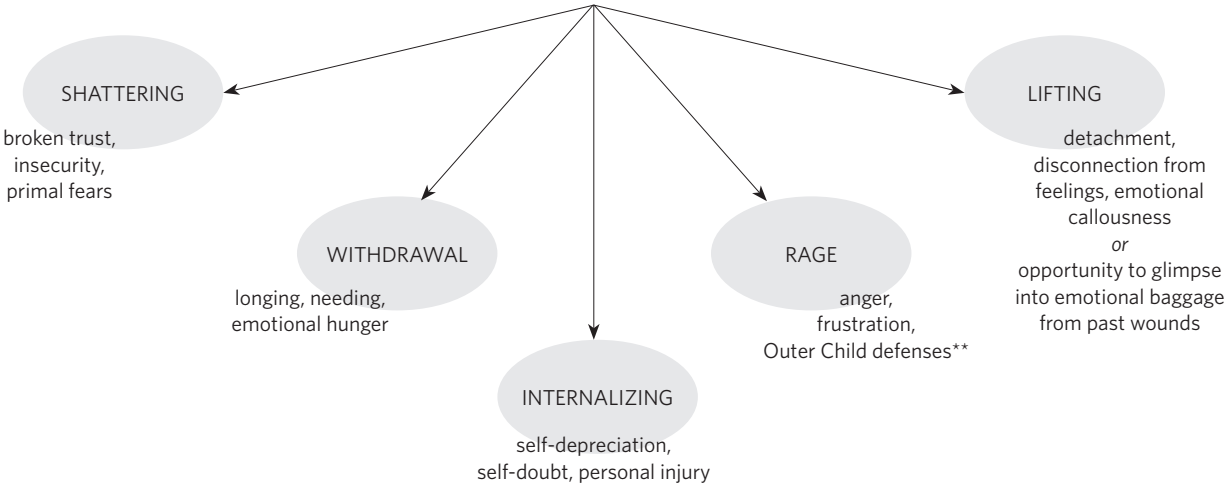 SHATTERING
broken trust,
insecurity,
primal fears
WITHDRAWAL
longing, needing,
emotional hunger
INTERNALIZING
self-depreciation,
self-doubt, personal injury
RAGE
anger,
frustration,
Outer Child defenses**
LIFTING
detachment,
disconnection from
feelings, emotional
callousness
or
opportunity to glimpse
into emotional baggage
from past wounds